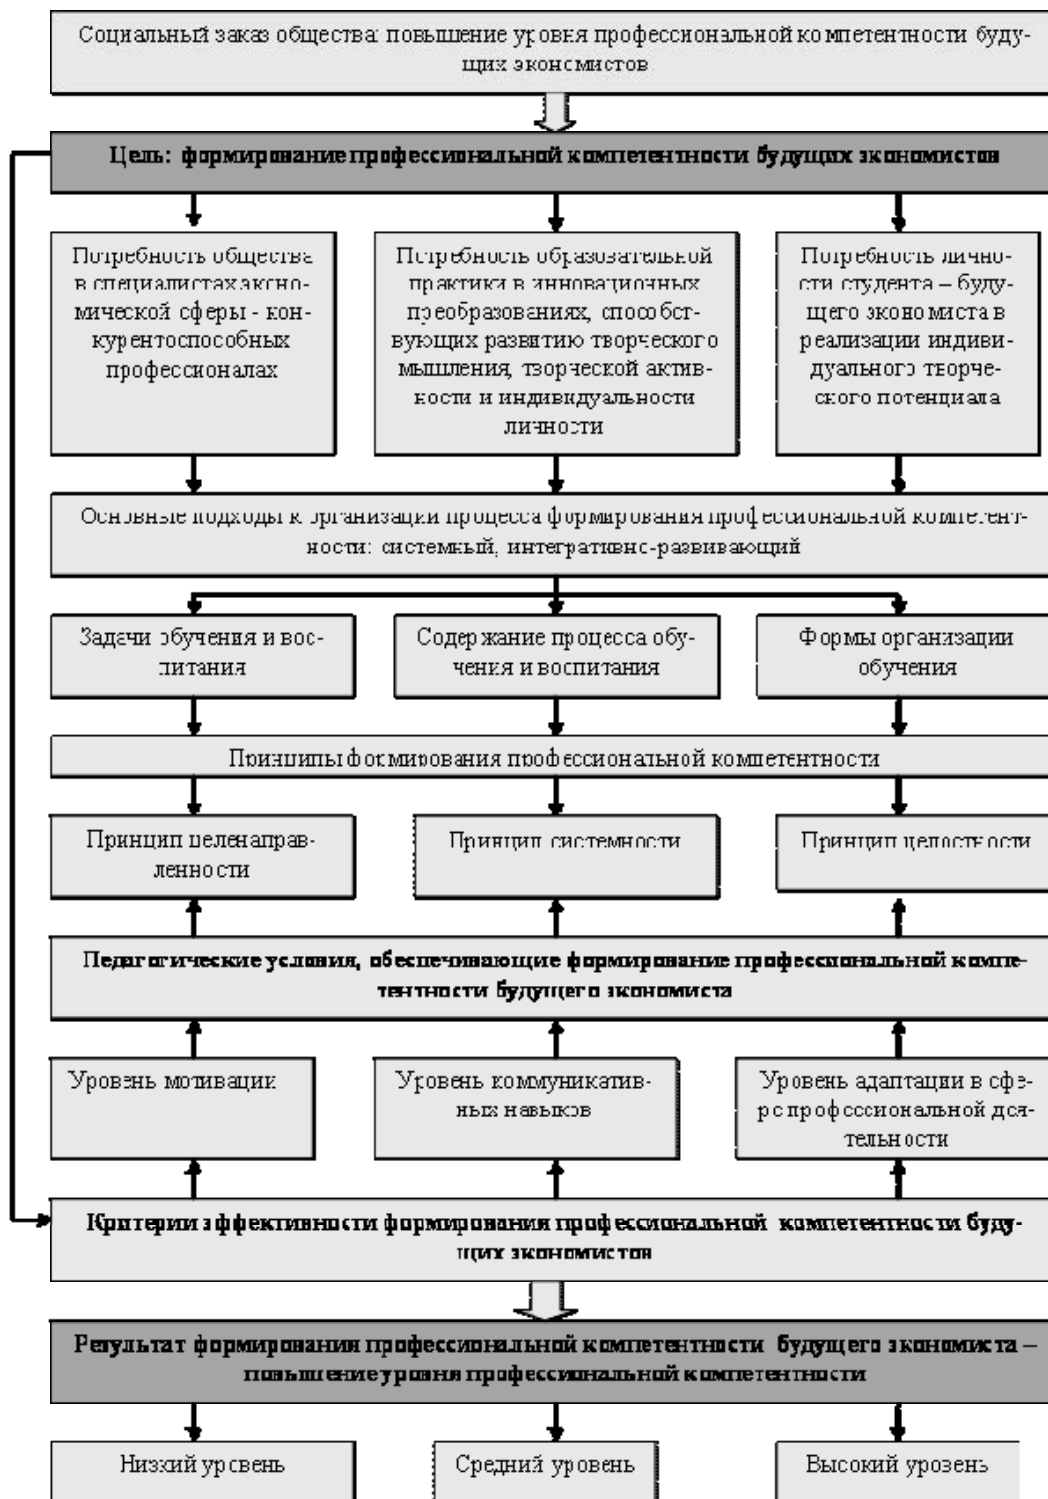 Социальный заказ общества: повышение уровня профессиональной компетентности буду-
щих экономистов
Цель: формирование профессиональной компетентности будущих экономистов
Потребность общества
в специалистах эконо-
мической сферы - кон-
курентоспособных
профессионалах
Потребность образовательной
практики в инновационных
преобразованиях, способст-
вующих развитию творческого
мышления, творческой актив-
ности и индивидуальности
личности
Потребность лично-
сти студента – буду-
щего экономиста в
реализации индиви-
дуального творче-
ского потенциала
Основные подходы к организации процесса формирования профессиональной компетент-
ности: системный, интегративно-развивающий
Задачи обучения и вос-
питания
Содержание процесса обу-
чения и воспитания
Формы организации
обучения
Принципы формирования профессиональной компетентности
Принцип целенаправ-
ленности
Принцип системности
Принцип целостности
Педагогические условия, обеспечивающие формирование профессиональной компе-
тентности будущего экономиста
Уровень мотивации
Уровень коммуникатив-
ных навыков
Уровень адаптации в сфе-
ре профессиональной дея-
тельности
Критерии эффективности формирования профессиональной компетентности буду-
щих экономистов
Результат формирования профессиональной компетентности будущего экономиста –
повышение уровня профессиональной компетентности
Низкий уровень
Средний уровень
Высокий уровень